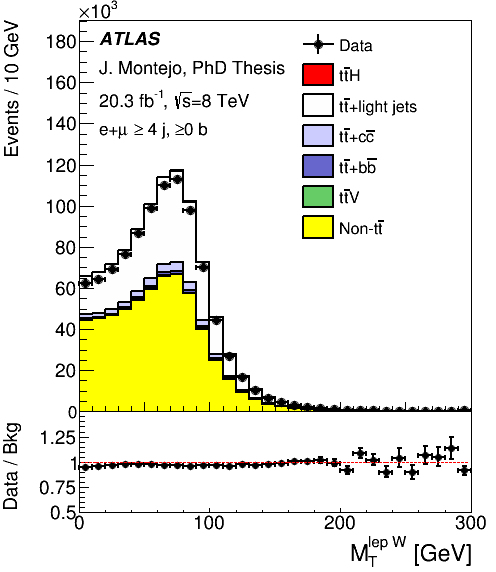 ×10³
Events / 10 GeV
180
160
140
120
100
80
60
40
20
0
ATLAS
J. Montejo, PhD Thesis
20.3 fb⁻¹, √s=8 TeV
e+μ ≥ 4 j, ≥0 b
Data
tt̅H
tt̅+light jets
tt̅+cc̅
tt̅+bb̅
tt̅V
Non-tt̅
Data / Bkg
1.25
1
0.75
0.5
0 100 200 300
M_T^{lep W} [GeV]